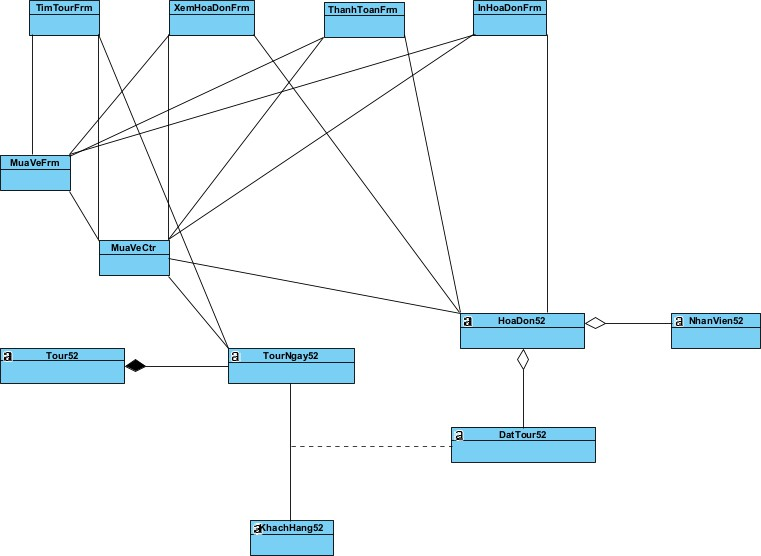 TimTourFrm
XemHoaDonFrm
ThanhToanFrm
InHoaDonFrm
MuaVeFrm
MuaVeCtr
a HoaDon52
a NhanVien52
a Tour52
a TourNgay52
a DatTour52
a KhachHang52